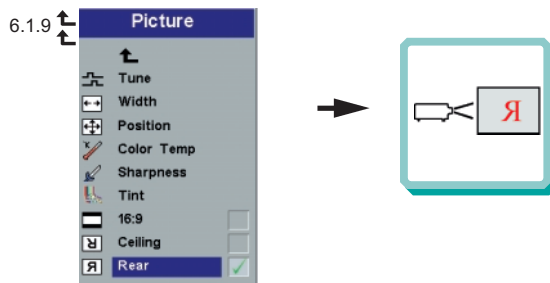 6.1.9
Picture
Tune
Width
Position
Color Temp
Sharpness
Tint
16:9
Ceiling
Rear
Я